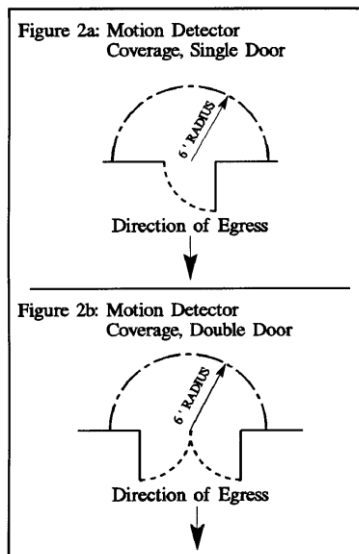 Figure 2a: Motion Detector
Coverage, Single Door
6' RADIUS
Direction of Egress
Figure 2b: Motion Detector
Coverage, Double Door
6' RADIUS
Direction of Egress